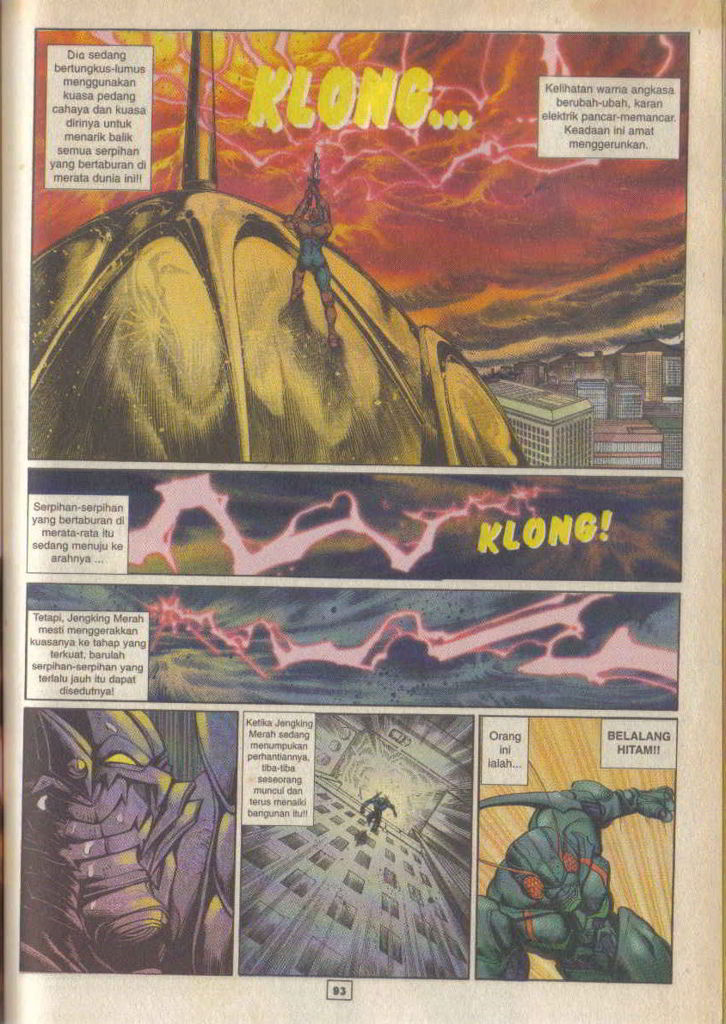 Dia sedang
bertungkus-lumus
menggunakan
kuasa pedang
cahaya dan kuasa
dirinya untuk
menarik balik
semua serpihan
yang bertaburan di
merata dunia ini!!
KLONG...
Kelihatan warna angkasa
berubah-ubah, karan
elektrik pancar-memancar.
Keadaan ini amat
menggerunkan.
Serpihan-serpihan
yang bertaburan di
merata-rata itu
sedang menuju ke
arahnya ...
KLONG!
Tetapi, Jengking Merah
mesti menggerakkan
kuasanya ke tahap yang
terkuat, barulah
serpihan-serpihan yang
terlalu jauh itu dapat
disedutnya!
Ketika Jengking
Merah sedang
menumpukan
perhantiannya,
tiba-tiba
seseorang
muncul dan
terus menaiki
bangunan itu!!
Orang
ini
ialah...
BELALANG
HITAM!!
93